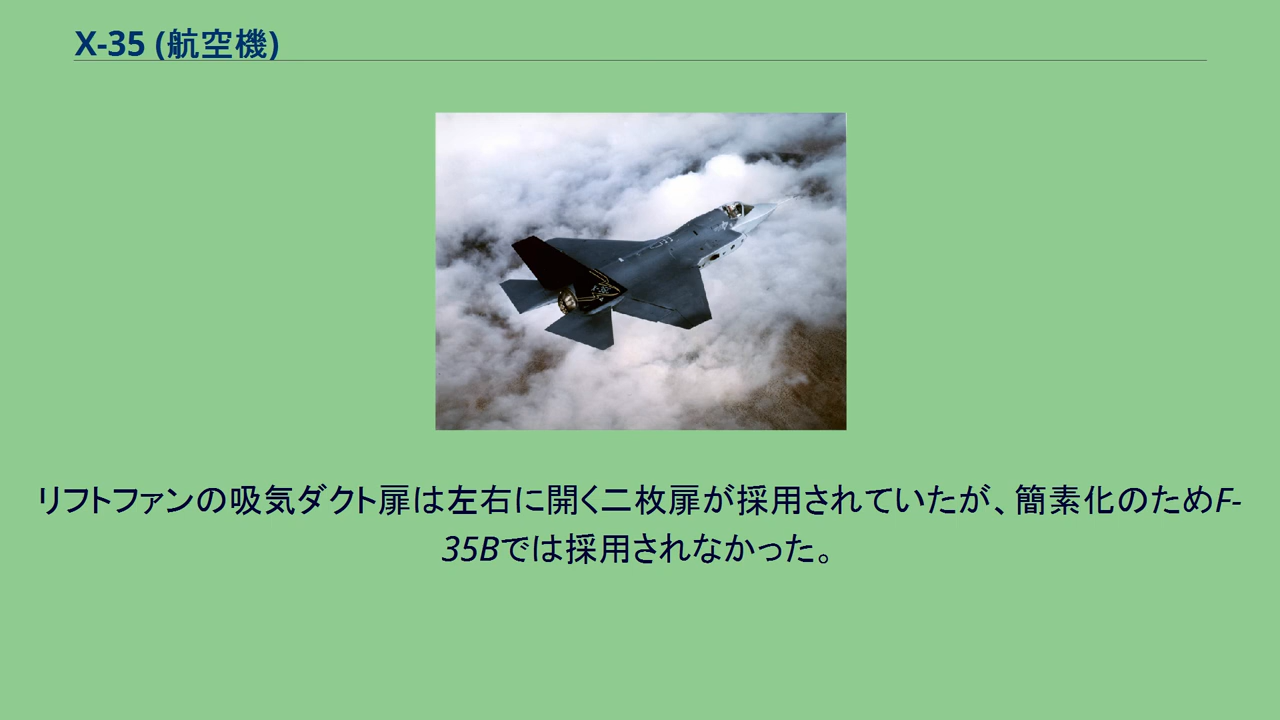 X-35 (航空機)
リフトファンの吸気ダクト扉は左右に開く二枚扉が採用されていたが、簡素化のためF-
35Bでは採用されなかった。